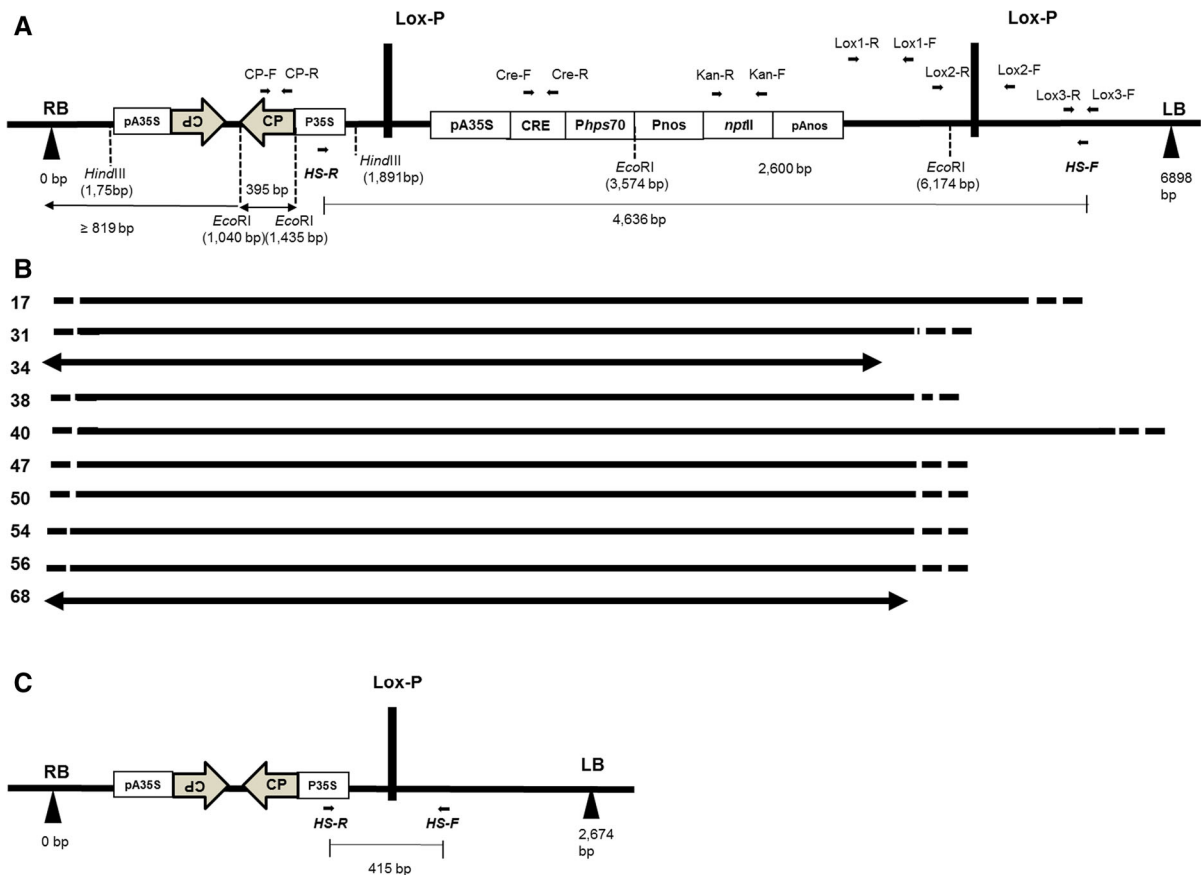 A
Lox-P
Lox-P
Lox1-R
Lox1-F
CP-F
CP-R
Cre-F
Cre-R
Kan-R
Kan-F
Lox2-R
Lox2-F
Lox3-R
Lox3-F
RB
LB
pA35S
CP
CP
P35S
pA35S
CRE
Phps70
Pnos
nptII
pAnos
0 bp
HindIII
(1,75bp)
395 bp
HS-R
HindIII
(1,891bp)
EcoRI
(3,574 bp)
2,600 bp
EcoRI
(6,174 bp)
HS-F
6898
bp
≥ 819 bp
EcoRI
(1,040 bp)
EcoRI
(1,435 bp)
4,636 bp
B
17
31
34
38
40
47
50
54
56
68
C
Lox-P
RB
LB
pA35S
CP
CP
P35S
0 bp
HS-R
HS-F
2,674
bp
415 bp